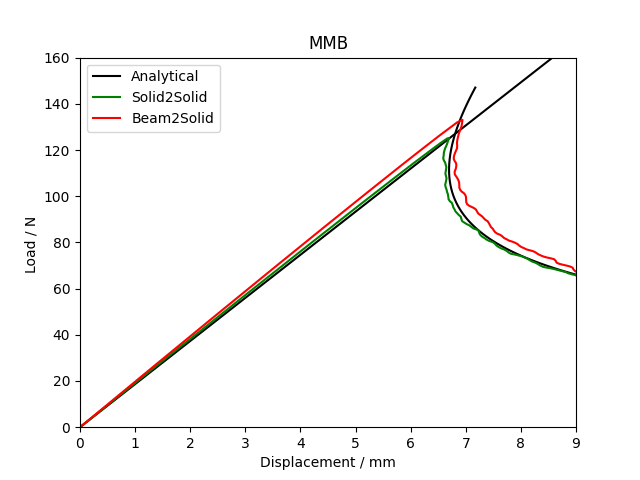 MMB
Analytical
Solid2Solid
Beam2Solid
Load / N
160
140
120
100
80
60
40
20
0
0 1 2 3 4 5 6 7 8 9
Displacement / mm